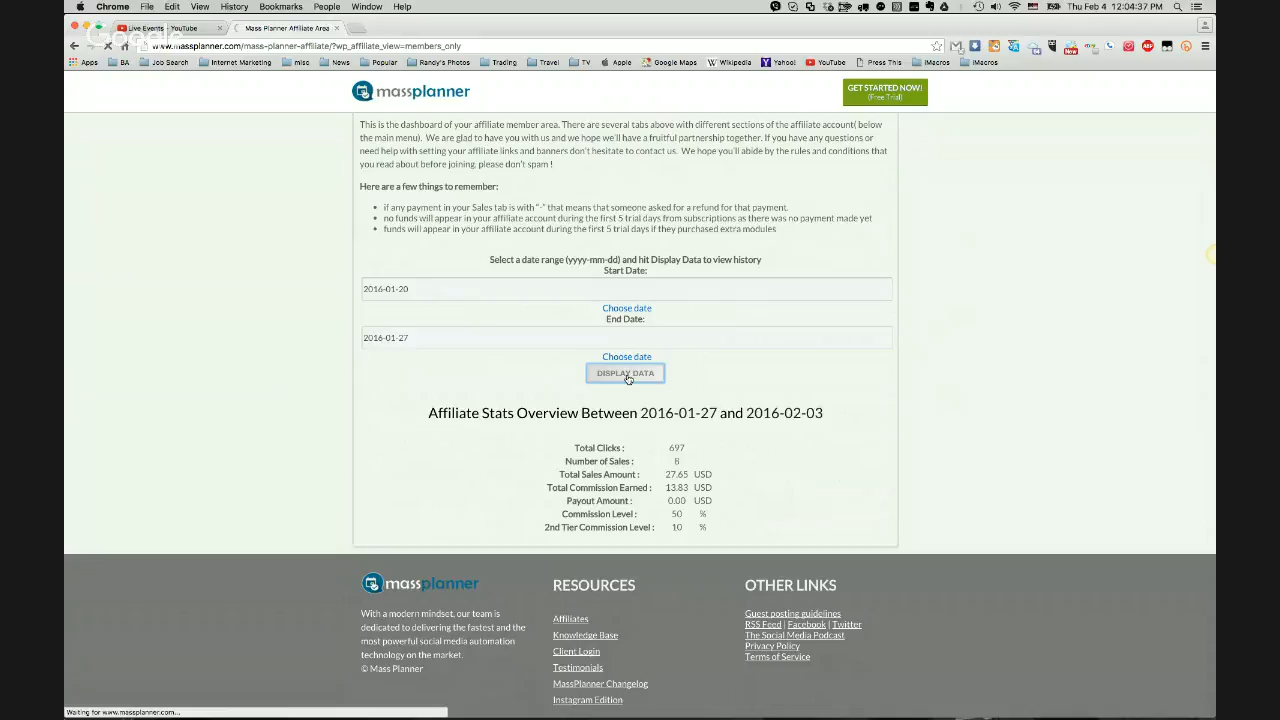 Chrome File Edit View History Bookmarks People Window Help Thu Feb 4 12:04:37 PM
Live Events - YouTube Mass Planner Affiliate Area
Google
www.massplanner.com/mass-planner-affiliate/?wp_affiliate_view=members_only
Apps BA Job Search Internet Marketing misc News Popular Randy's Photos Trading Travel TV Apple Google Maps Wikipedia Yahoo! YouTube Press This iMacros iMacros
massplanner
GET STARTED NOW!
(Free Trial)
This is the dashboard of your affiliate member area. There are several tabs above with different sections of the affiliate account( below
the main menu). We are glad to have you with us and we hope we'll have a fruitful partnership together. If you have any questions or
need help with setting your affiliate links and banners don't hesitate to contact us. We hope you'll abide by the rules and conditions that
you read about before joining, please don't spam !
Here are a few things to remember:
if any payment in your Sales tab is with "-" that means that someone asked for a refund for that payment.
no funds will appear in your affiliate account during the first 5 trial days from subscriptions as there was no payment made yet
funds will appear in your affiliate account during the first 5 trial days if they purchased extra modules
Select a date range (yyyy-mm-dd) and hit Display Data to view history
Start Date:
2016-01-20
Choose date
End Date:
2016-01-27
Choose date
DISPLAY DATA
Affiliate Stats Overview Between 2016-01-27 and 2016-02-03
Total Clicks : 697
Number of Sales : 8
Total Sales Amount : 27.65 USD
Total Commission Earned : 13.83 USD
Payout Amount : 0.00 USD
Commission Level : 50 %
2nd Tier Commission Level : 10 %
massplanner
With a modern mindset, our team is
dedicated to delivering the fastest and the
most powerful social media automation
technology on the market.
© Mass Planner
RESOURCES
Affiliates
Knowledge Base
Client Login
Testimonials
MassPlanner Changelog
Instagram Edition
OTHER LINKS
Guest posting guidelines
RSS Feed | Facebook | Twitter
The Social Media Podcast
Privacy Policy
Terms of Service
Waiting for www.massplanner.com...